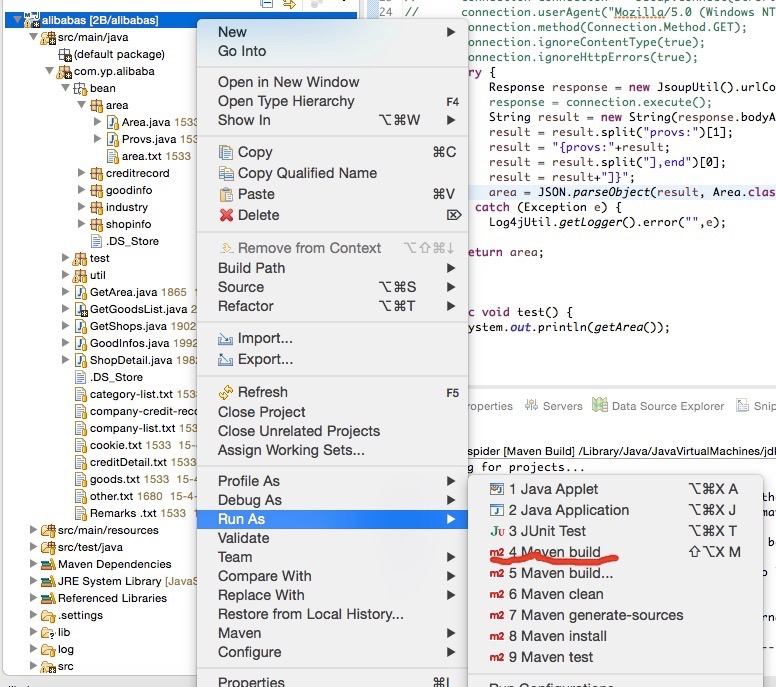 alibabas [2B/alibabas]
src/main/java
(default package)
com.yp.alibaba
bean
area
Area.java 1533
Provs.java 1533
area.txt 1533
creditrecord
goodinfo
industry
shopinfo
.DS_Store
test
util
GetArea.java 1865
GetGoodsList.java 2
GetShops.java 1902
GoodInfos.java 1992
ShopDetail.java 198
.DS_Store
category-list.txt 153
company-credit-reco
company-list.txt 153
cookie.txt 1533 15-
creditDetail.txt 1533
goods.txt 1533 15-4
other.txt 1680 15-4-
Remarks .txt 1533
src/main/resources
src/test/java
Maven Dependencies
JRE System Library [JavaS
Referenced Libraries
.settings
lib
log
src
New
Go Into
Open in New Window
Open Type Hierarchy F4
Show In ⌥⌘W
Copy ⌘C
Copy Qualified Name
Paste ⌘V
Delete ⌦
Remove from Context ⌥⇧⌘↓
Build Path
Source ⌥⌘S
Refactor ⌥⌘T
Import...
Export...
Refresh F5
Close Project
Close Unrelated Projects
Assign Working Sets...
Profile As
Debug As
Run As
Validate
Team
Compare With
Replace With
Restore from Local History...
Maven
Configure
Properties ⌘I
24 // connection.userAgent("Mozilla/5.0 (Windows NT
connection.method(Connection.Method.GET);
connection.ignoreContentType(true);
connection.ignoreHttpErrors(true);
ry {
Response response = new JsoupUtil().urlCo
response = connection.execute();
String result = new String(response.bodyA
result = result.split("provs:")[1];
result = "{provs:"+result;
result = result.split("],end")[0];
result = result+"]}";
area = JSON.parseObject(result, Area.clas
catch (Exception e) {
Log4jUtil.getLogger().error("",e);
eturn area;
c void test() {
ystem.out.println(getArea());
roperties Servers Data Source Explorer Snip
spider [Maven Build] /Library/Java/JavaVirtualMachines/jd
g for projects...
1 Java Applet ⌥⌘X A
2 Java Application ⌥⌘X J
3 JUnit Test ⌥⌘X T
4 Maven build ⇧⌥X M
5 Maven build...
6 Maven clean
7 Maven generate-sources
8 Maven install
9 Maven test
Run Configurations